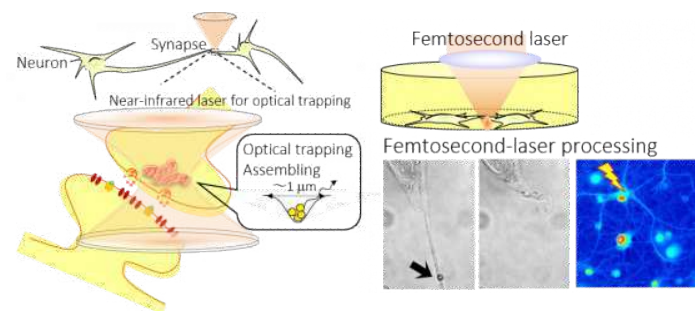 Synapse
Neuron
Near-infrared laser for optical trapping
Optical trapping
Assembling
~1 μm
Femtosecond laser
Femtosecond-laser processing